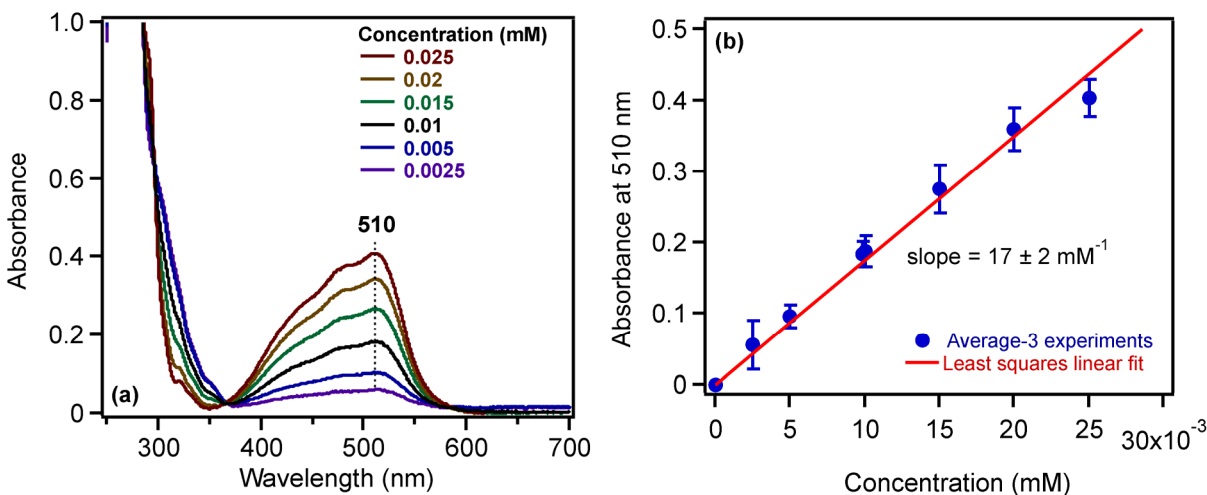 1.0
0.8
0.6
0.4
0.2
0
Absorbance
Concentration (mM)
0.025
0.02
0.015
0.01
0.005
0.0025
510
(a)
300 400 500 600 700
Wavelength (nm)
0.5
0.4
0.3
0.2
0.1
0
Absorbance at 510 nm
(b)
slope = 17 ± 2 mM⁻¹
Average-3 experiments
Least squares linear fit
0 5 10 15 20 25 30x10⁻³
Concentration (mM)